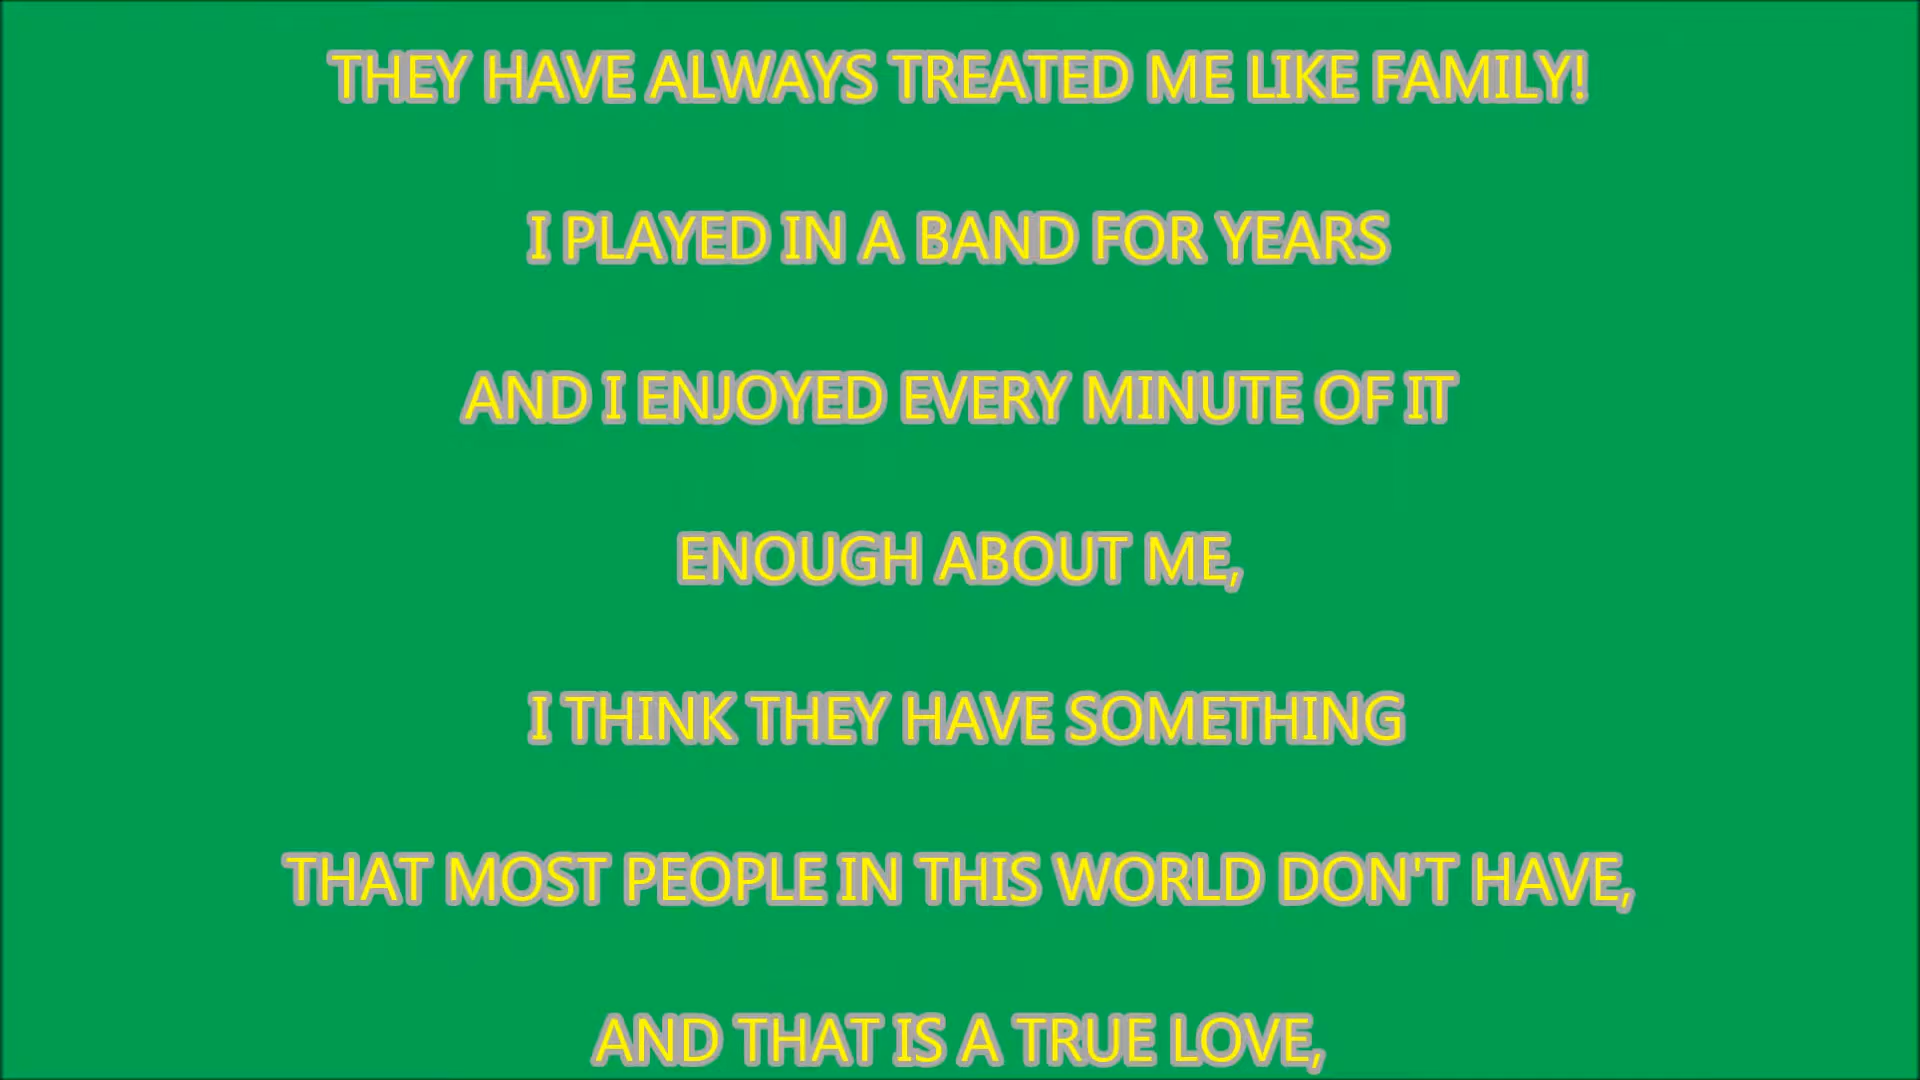 THEY HAVE ALWAYS TREATED ME LIKE FAMILY!
I PLAYED IN A BAND FOR YEARS
AND I ENJOYED EVERY MINUTE OF IT
ENOUGH ABOUT ME,
I THINK THEY HAVE SOMETHING
THAT MOST PEOPLE IN THIS WORLD DON'T HAVE,
AND THAT IS A TRUE LOVE,